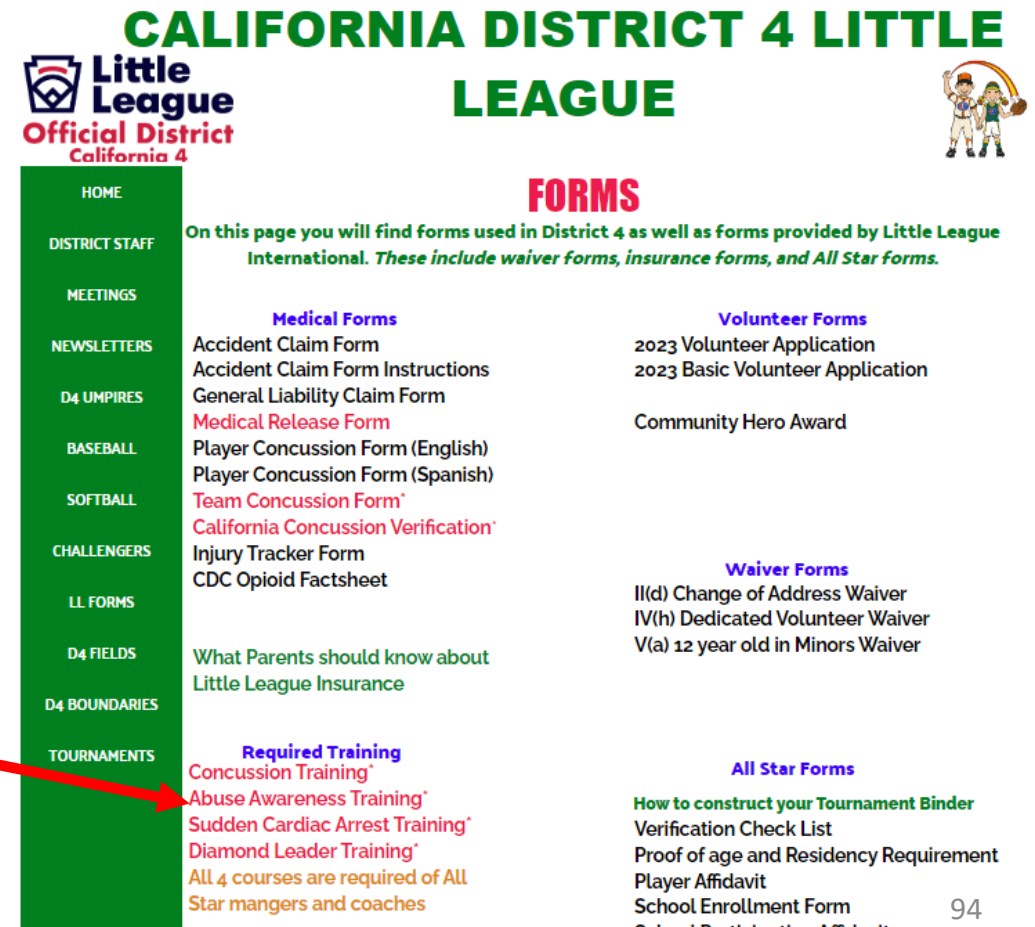 CALIFORNIA DISTRICT 4 LITTLE
LEAGUE
Little
League
Official District
California 4
HOME
DISTRICT STAFF
MEETINGS
NEWSLETTERS
D4 UMPIRES
BASEBALL
SOFTBALL
CHALLENGERS
LL FORMS
D4 FIELDS
D4 BOUNDARIES
TOURNAMENTS
FORMS
On this page you will find forms used in District 4 as well as forms provided by Little League
International. These include waiver forms, insurance forms, and All Star forms.
Medical Forms
Accident Claim Form
Accident Claim Form Instructions
General Liability Claim Form
Medical Release Form
Player Concussion Form (English)
Player Concussion Form (Spanish)
Team Concussion Form*
California Concussion Verification*
Injury Tracker Form
CDC Opioid Factsheet
What Parents should know about
Little League Insurance
Required Training
Concussion Training*
Abuse Awareness Training*
Sudden Cardiac Arrest Training*
Diamond Leader Training*
All 4 courses are required of All
Star mangers and coaches
Volunteer Forms
2023 Volunteer Application
2023 Basic Volunteer Application
Community Hero Award
Waiver Forms
II(d) Change of Address Waiver
IV(h) Dedicated Volunteer Waiver
V(a) 12 year old in Minors Waiver
All Star Forms
How to construct your Tournament Binder
Verification Check List
Proof of age and Residency Requirement
Player Affidavit
School Enrollment Form
94